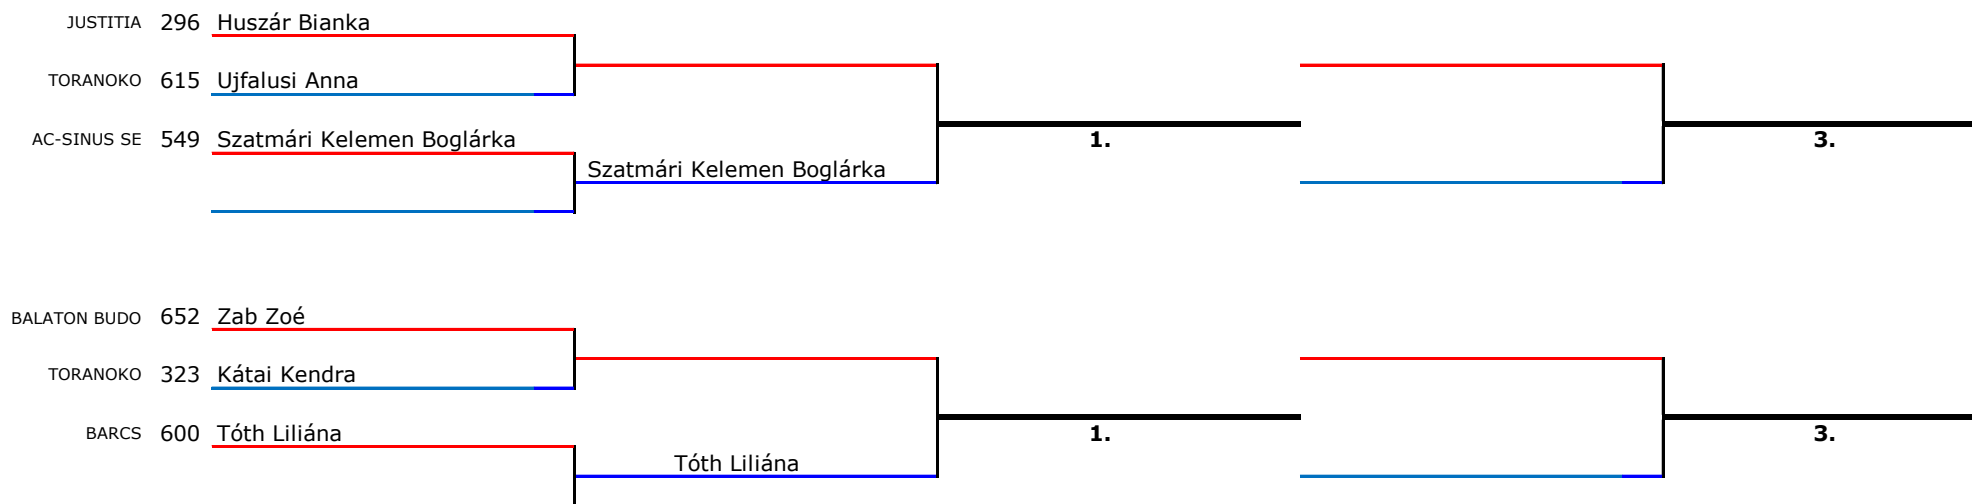 JUSTITIA 296 Huszár Bianka
TORANOKO 615 Ujfalusi Anna
AC-SINUS SE 549 Szatmári Kelemen Boglárka 1. 3.
Szatmári Kelemen Boglárka
BALATON BUDO 652 Zab Zoé
TORANOKO 323 Kátai Kendra
BARCS 600 Tóth Liliána 1. 3.
Tóth Liliána